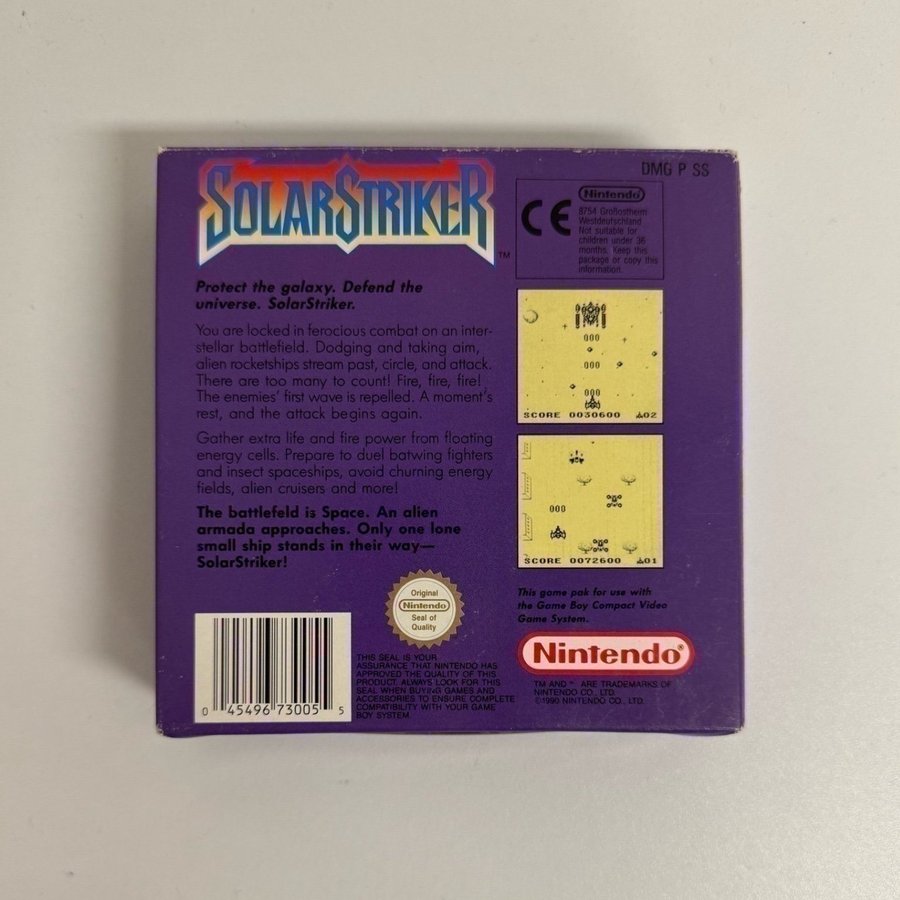 SOLARSTRIKER
TM
Protect the galaxy. Defend the
universe. SolarStriker.
You are locked in ferocious combat on an inter-
stellar battlefield. Dodging and taking aim,
alien rocketships stream past, circle, and attack.
There are too many to count! Fire, fire, fire!
The enemies' first wave is repelled. A moment's
rest, and the attack begins again.
Gather extra life and fire power from floating
energy cells. Prepare to duel batwing fighters
and insect spaceships, avoid churning energy
fields, alien cruisers and more!
The battlefeld is Space. An alien
armada approaches. Only one lone
small ship stands in their way—
SolarStriker!
Original
Nintendo
Seal of
Quality
0 45496 73005 5
THIS SEAL IS YOUR
ASSURANCE THAT NINTENDO HAS
APPROVED THE QUALITY OF THIS
PRODUCT. ALWAYS LOOK FOR THIS
SEAL WHEN BUYING GAMES AND
ACCESSORIES TO ENSURE COMPLETE
COMPATIBILITY WITH YOUR GAME
BOY SYSTEM.
DMG P SS
CE
Nintendo
8754 Großostheim
Westdeutschland
Not suitable for
children under 36
months. Keep this
package or copy this
information.
SCORE 0030600 02
SCORE 0072600 01
This game pak for use with
the Game Boy Compact Video
Game System.
Nintendo®
TM AND ® ARE TRADEMARKS OF
NINTENDO CO., LTD.
©1990 NINTENDO CO., LTD.